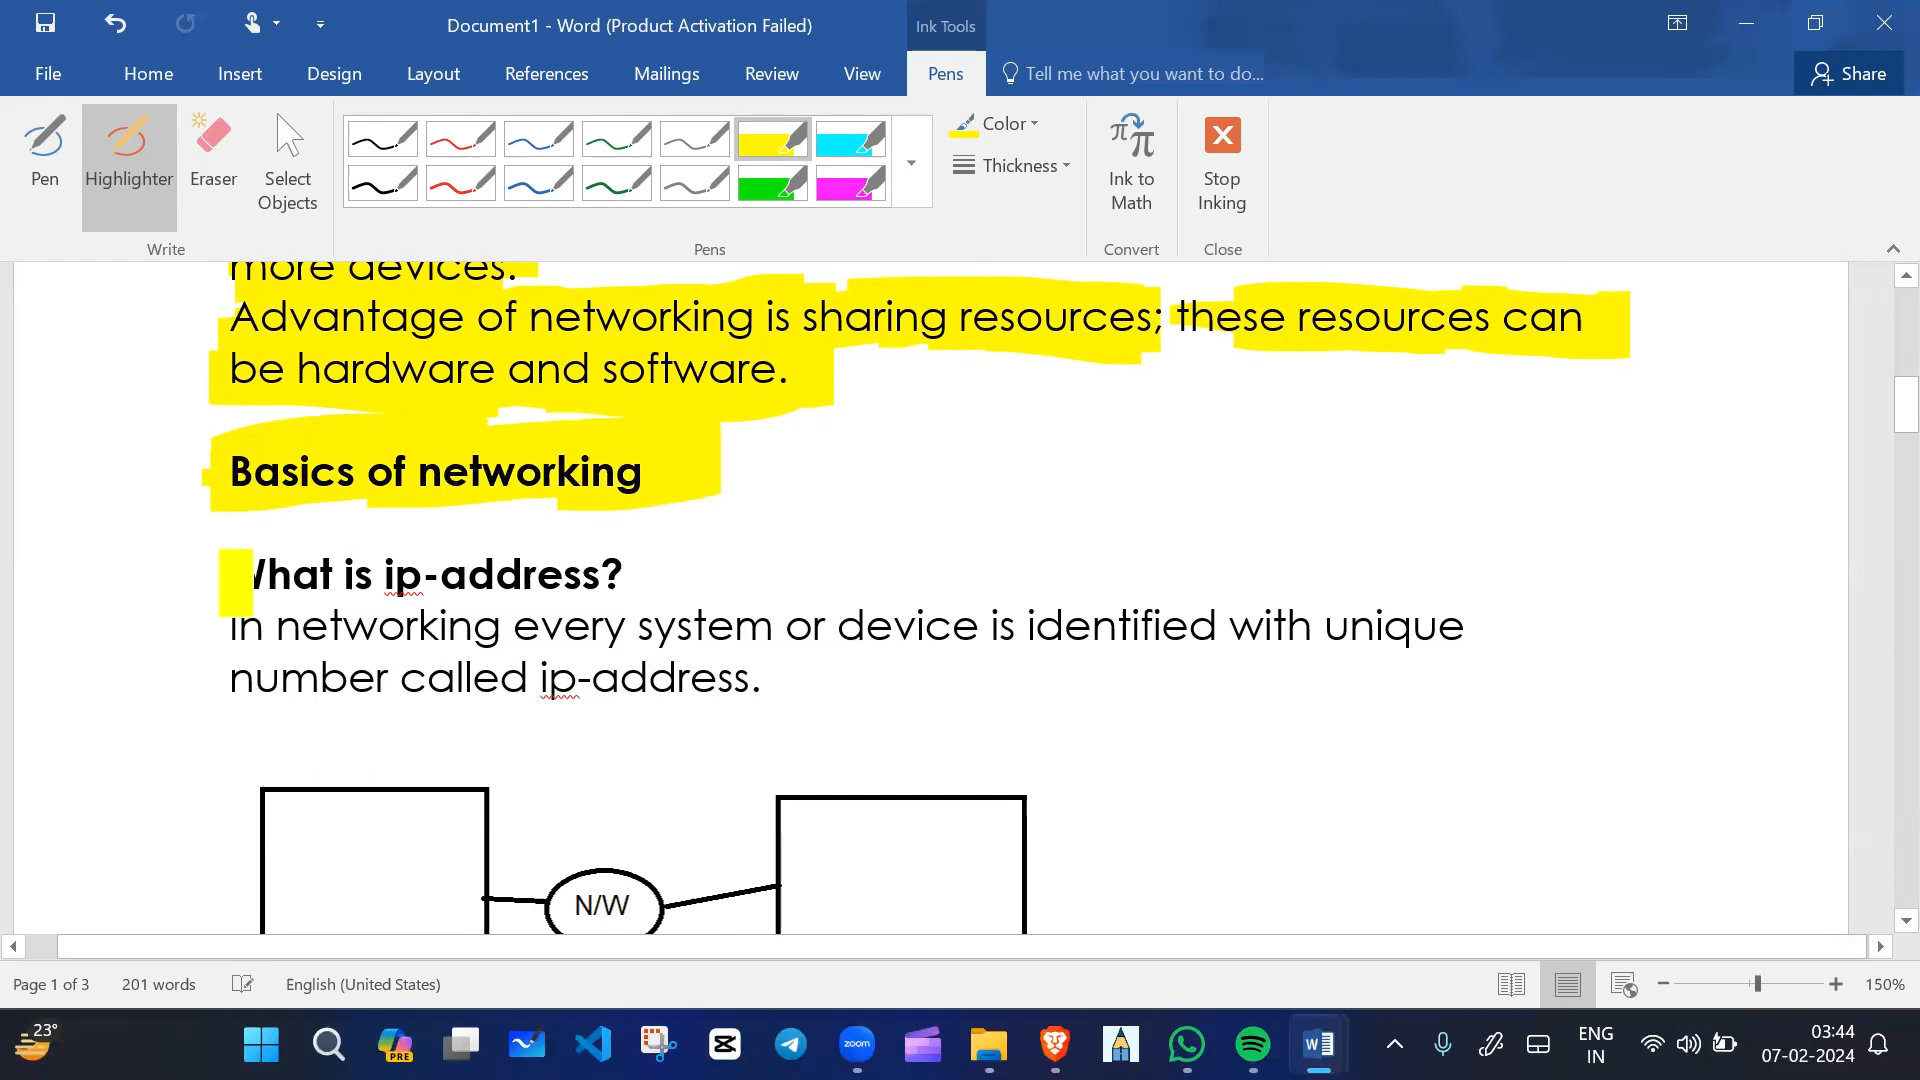 Document1 - Word (Product Activation Failed)
Ink Tools
File
Home
Insert
Design
Layout
References
Mailings
Review
View
Pens
Tell me what you want to do...
Share
Pen
Highlighter
Eraser
Select
Objects
Color
Thickness
Ink to
Math
Stop
Inking
Write
Pens
Convert
Close
more devices.
Advantage of networking is sharing resources; these resources can
be hardware and software.
Basics of networking
What is ip-address?
In networking every system or device is identified with unique
number called ip-address.
N/W
Page 1 of 3
201 words
English (United States)
150%
23°
PRE
zoom
W
ENG
IN
03:44
07-02-2024